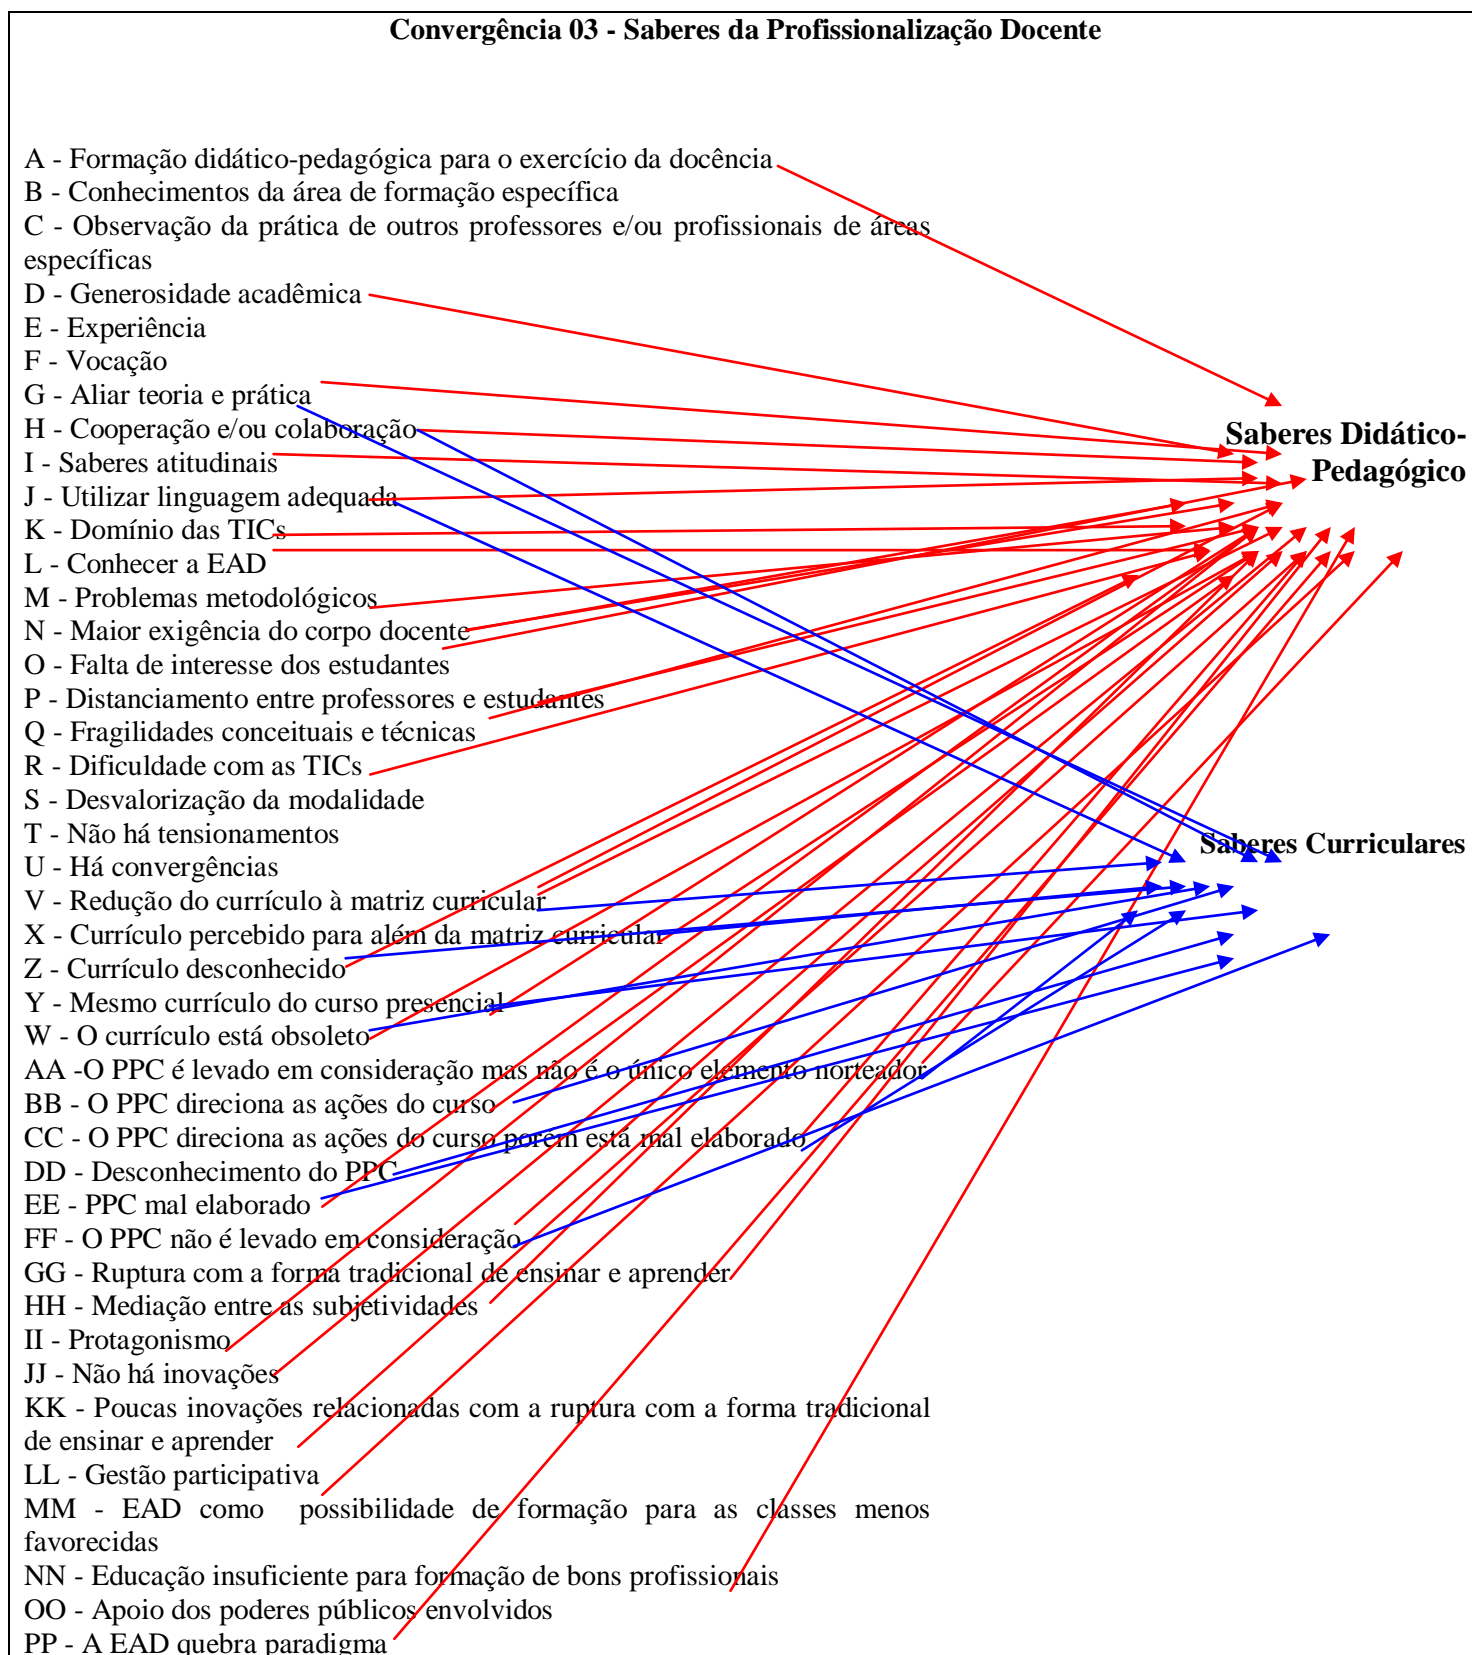 Convergência 03 - Saberes da Profissionalização Docente
A - Formação didático-pedagógica para o exercício da docência
B - Conhecimentos da área de formação específica
C - Observação da prática de outros professores e/ou profissionais de áreas
específicas
D - Generosidade acadêmica
E - Experiência
F - Vocação
G - Aliar teoria e prática
H - Cooperação e/ou colaboração
I - Saberes atitudinais
J - Utilizar linguagem adequada
K - Domínio das TICs
L - Conhecer a EAD
M - Problemas metodológicos
N - Maior exigência do corpo docente
O - Falta de interesse dos estudantes
P - Distanciamento entre professores e estudantes
Q - Fragilidades conceituais e técnicas
R - Dificuldade com as TICs
S - Desvalorização da modalidade
T - Não há tensionamentos
U - Há convergências
V - Redução do currículo à matriz curricular
X - Currículo percebido para além da matriz curricular
Z - Currículo desconhecido
Y - Mesmo currículo do curso presencial
W - O currículo está obsoleto
AA -O PPC é levado em consideração mas não é o único elemento norteador
BB - O PPC direciona as ações do curso
CC - O PPC direciona as ações do curso porém está mal elaborado
DD - Desconhecimento do PPC
EE - PPC mal elaborado
FF - O PPC não é levado em consideração
GG - Ruptura com a forma tradicional de ensinar e aprender
HH - Mediação entre as subjetividades
II - Protagonismo
JJ - Não há inovações
KK - Poucas inovações relacionadas com a ruptura com a forma tradicional
de ensinar e aprender
LL - Gestão participativa
MM - EAD como possibilidade de formação para as classes menos
favorecidas
NN - Educação insuficiente para formação de bons profissionais
OO - Apoio dos poderes públicos envolvidos
PP - A EAD quebra paradigma
Saberes Didático-
Pedagógico
Saberes Curriculares